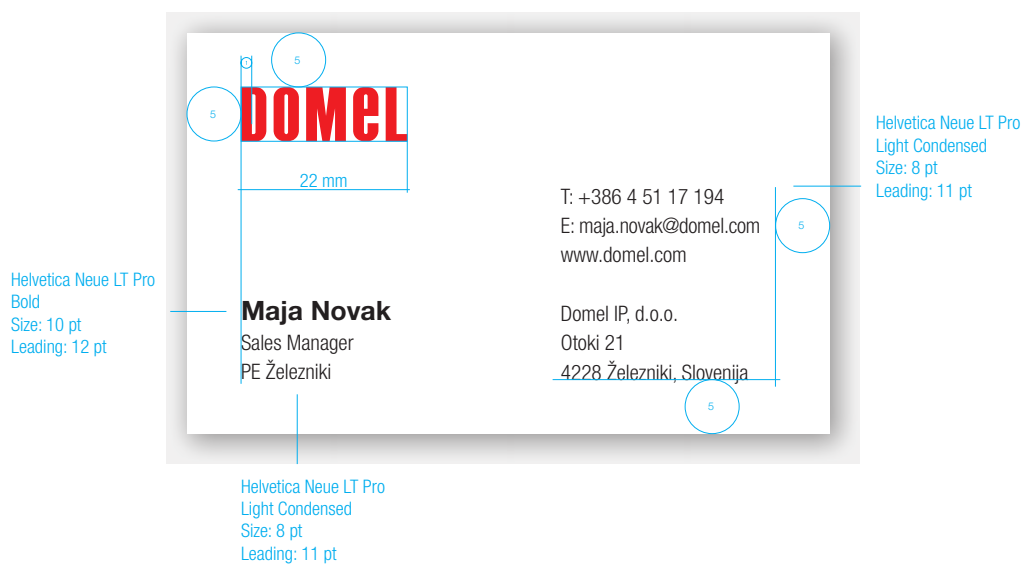 1
5
5
DOMEL
22 mm
Helvetica Neue LT Pro
Light Condensed
Size: 8 pt
Leading: 11 pt
T: +386 4 51 17 194
E: maja.novak@domel.com
www.domel.com
5
Helvetica Neue LT Pro
Bold
Size: 10 pt
Leading: 12 pt
Maja Novak
Sales Manager
PE Železniki
Domel IP, d.o.o.
Otoki 21
4228 Železniki, Slovenija
5
Helvetica Neue LT Pro
Light Condensed
Size: 8 pt
Leading: 11 pt